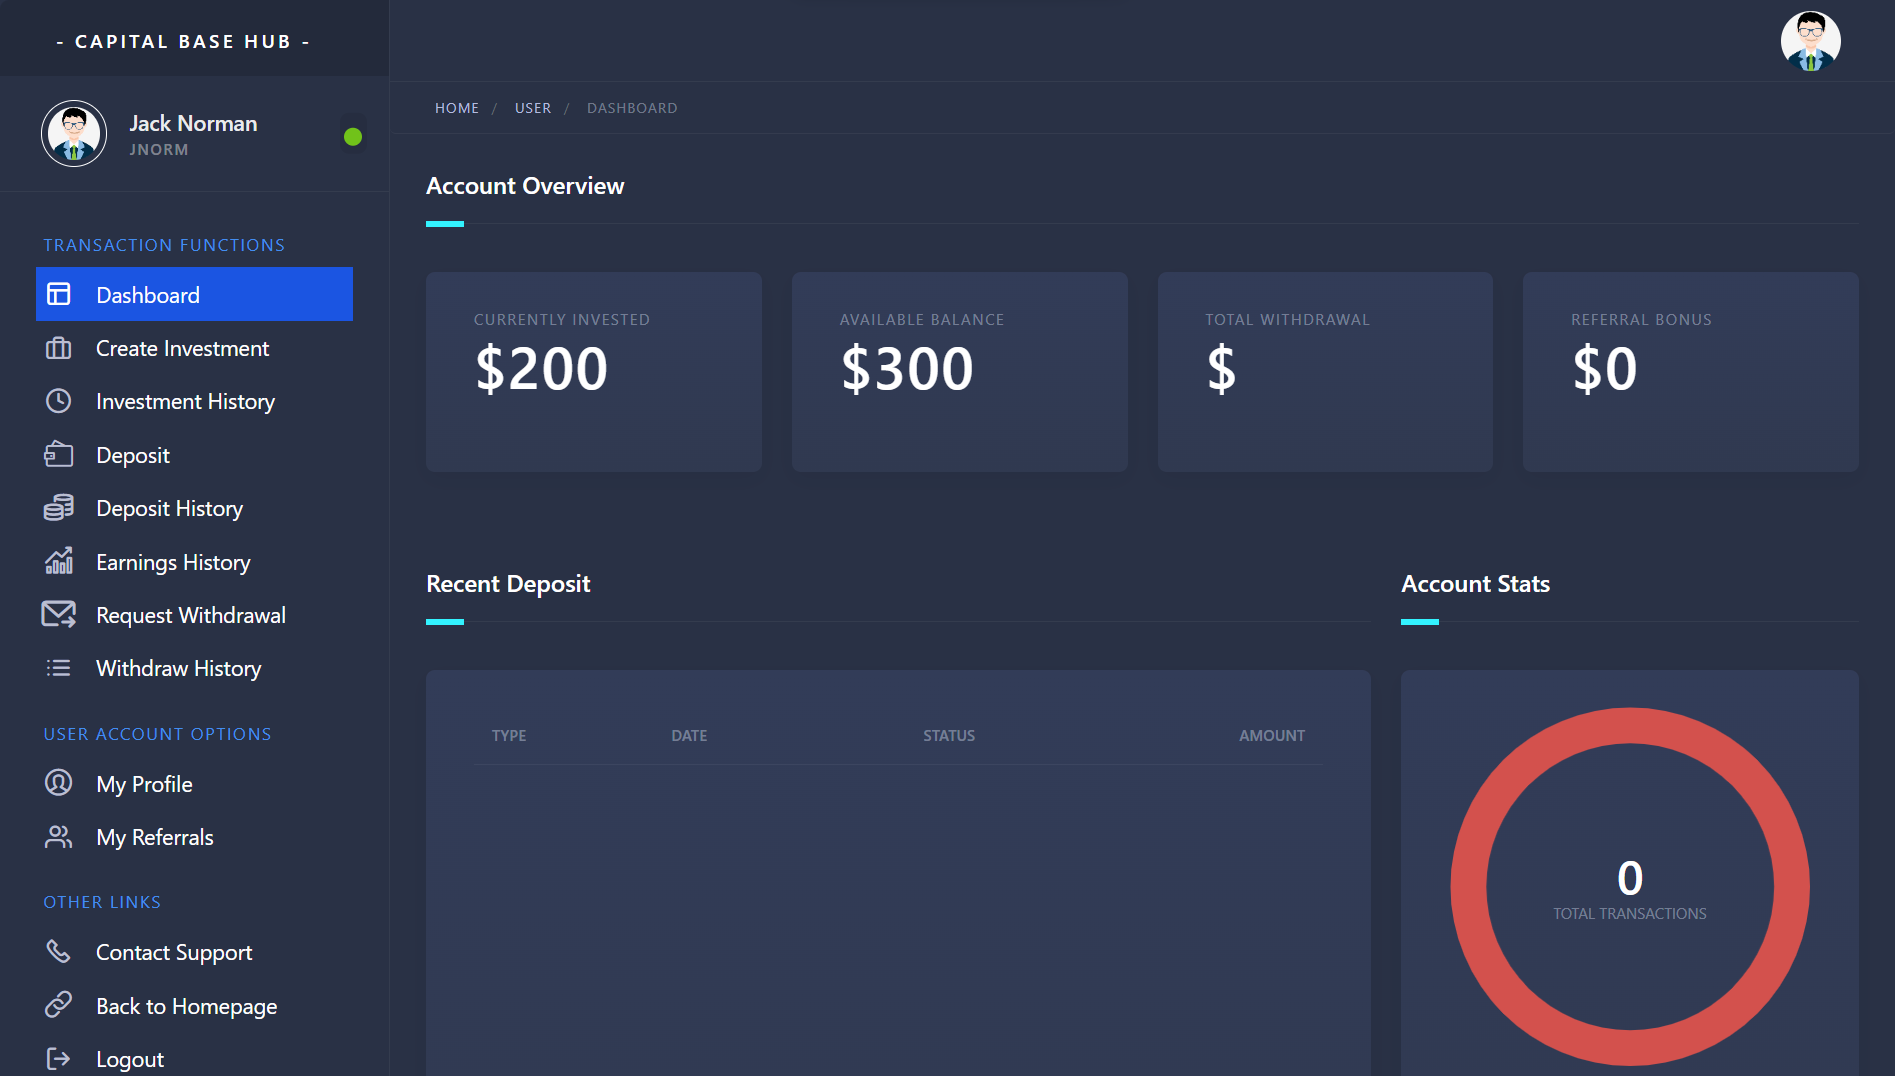 - CAPITAL BASE HUB -
Jack Norman
JNORM
TRANSACTION FUNCTIONS
Dashboard
Create Investment
Investment History
Deposit
Deposit History
Earnings History
Request Withdrawal
Withdraw History
USER ACCOUNT OPTIONS
My Profile
My Referrals
OTHER LINKS
Contact Support
Back to Homepage
Logout
HOME / USER / DASHBOARD
Account Overview
CURRENTLY INVESTED
$200
AVAILABLE BALANCE
$300
TOTAL WITHDRAWAL
$
REFERRAL BONUS
$0
Recent Deposit
TYPE DATE STATUS AMOUNT
Account Stats
0
TOTAL TRANSACTIONS